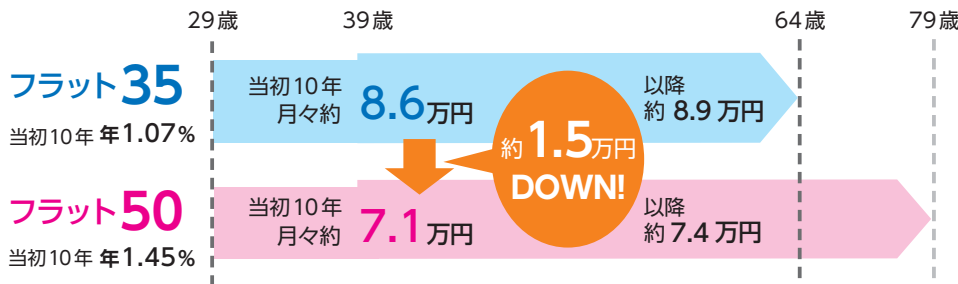 29歳 39歳 64歳 79歳
フラット35
当初10年 年1.07%
当初10年
月々約 8.6万円
以降
約 8.9 万円
約1.5万円
DOWN!
フラット50
当初10年 年1.45%
当初10年
月々約 7.1万円
以降
約 7.4 万円